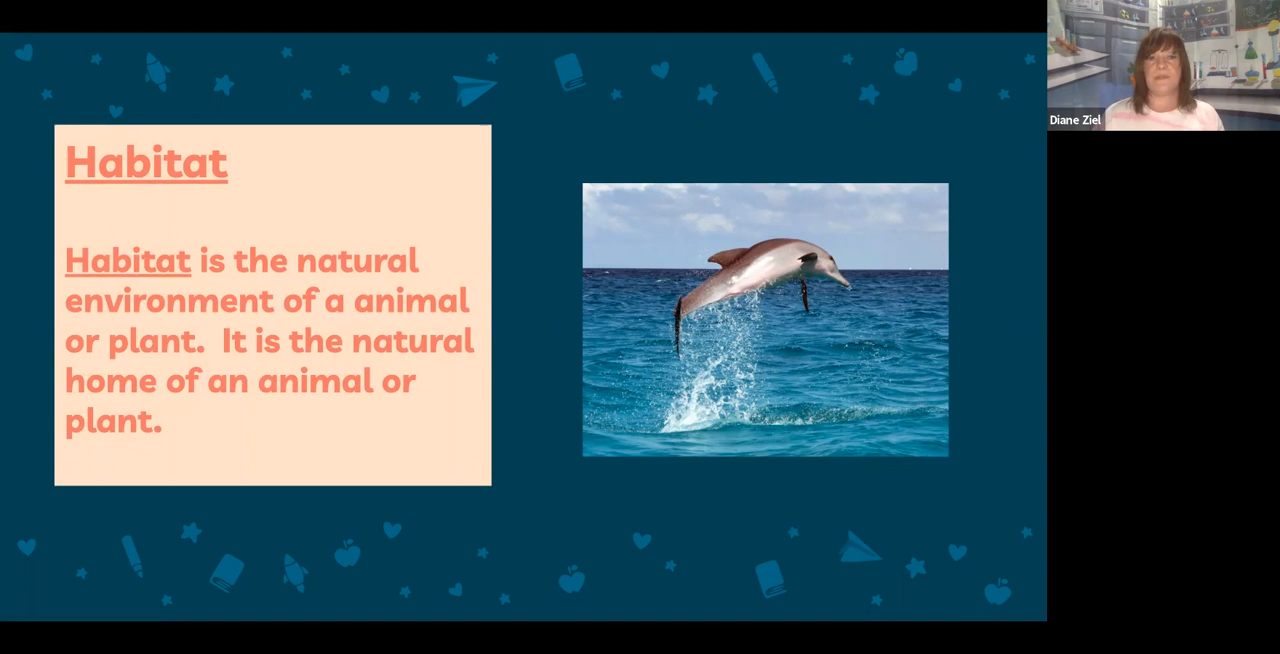 Habitat
Habitat is the natural
environment of a animal
or plant.  It is the natural
home of an animal or
plant.
Diane Ziel